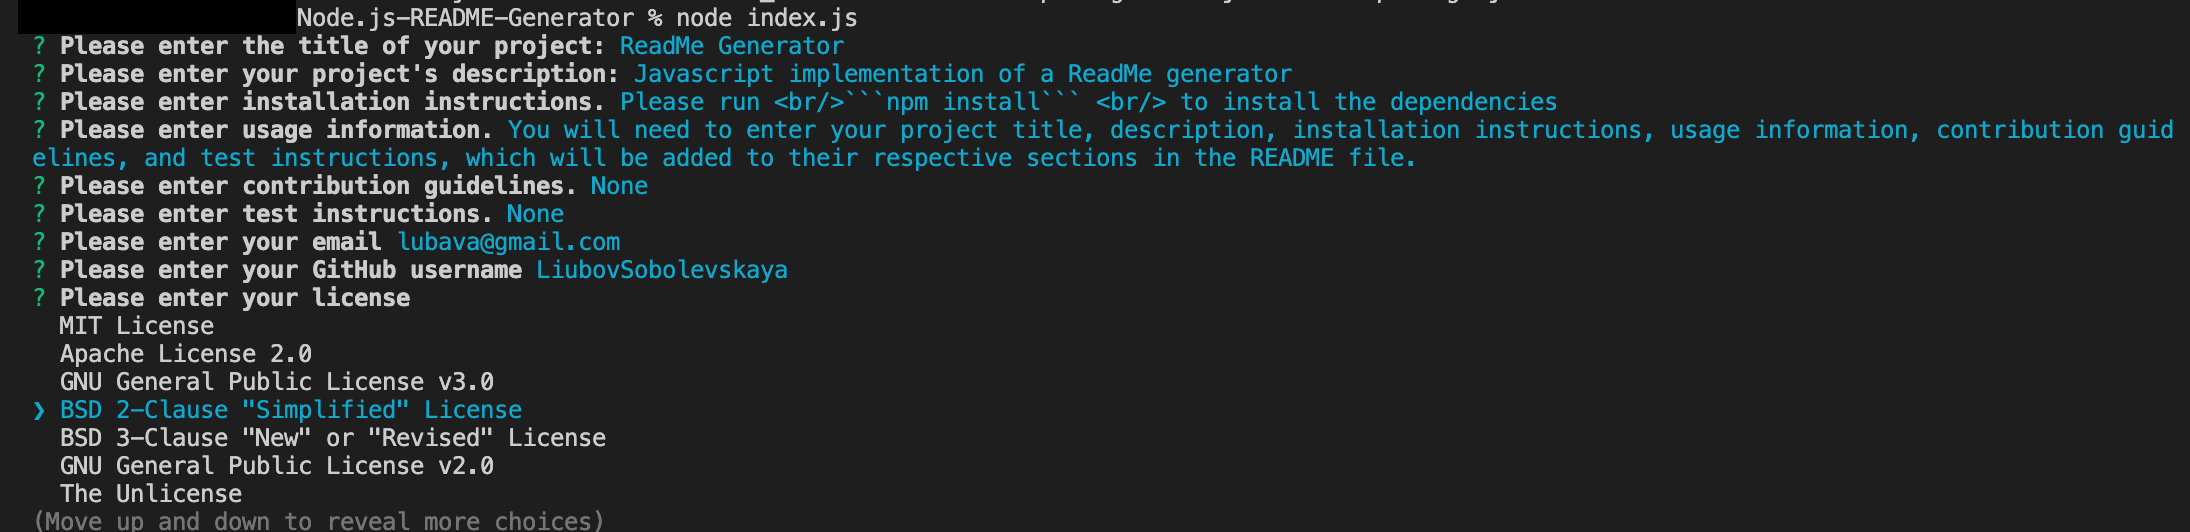 Node.js-README-Generator % node index.js
? Please enter the title of your project: ReadMe Generator
? Please enter your project's description: Javascript implementation of a ReadMe generator
? Please enter installation instructions. Please run <br/>```npm install``` <br/> to install the dependencies
? Please enter usage information. You will need to enter your project title, description, installation instructions, usage information, contribution guid
elines, and test instructions, which will be added to their respective sections in the README file.
? Please enter contribution guidelines. None
? Please enter test instructions. None
? Please enter your email lubava@gmail.com
? Please enter your GitHub username LiubovSobolevskaya
? Please enter your license
MIT License
Apache License 2.0
GNU General Public License v3.0
❯ BSD 2-Clause "Simplified" License
BSD 3-Clause "New" or "Revised" License
GNU General Public License v2.0
The Unlicense
(Move up and down to reveal more choices)